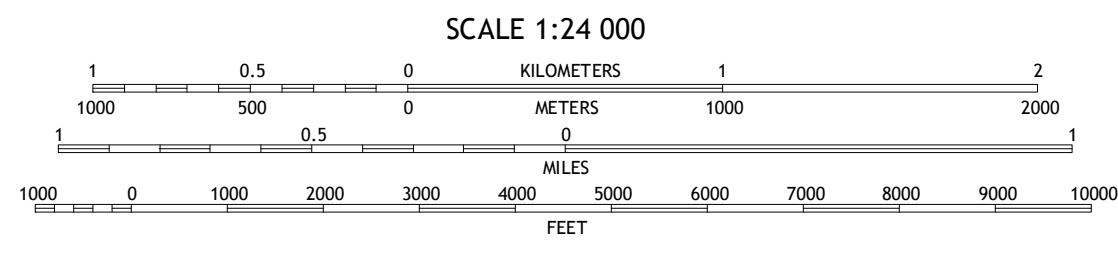 SCALE 1:24 000
1 0.5 0 KILOMETERS 1 2
1000 500 0 METERS 1000 2000
1 0.5 0 1
MILES
1000 0 1000 2000 3000 4000 5000 6000 7000 8000 9000 10000
FEET